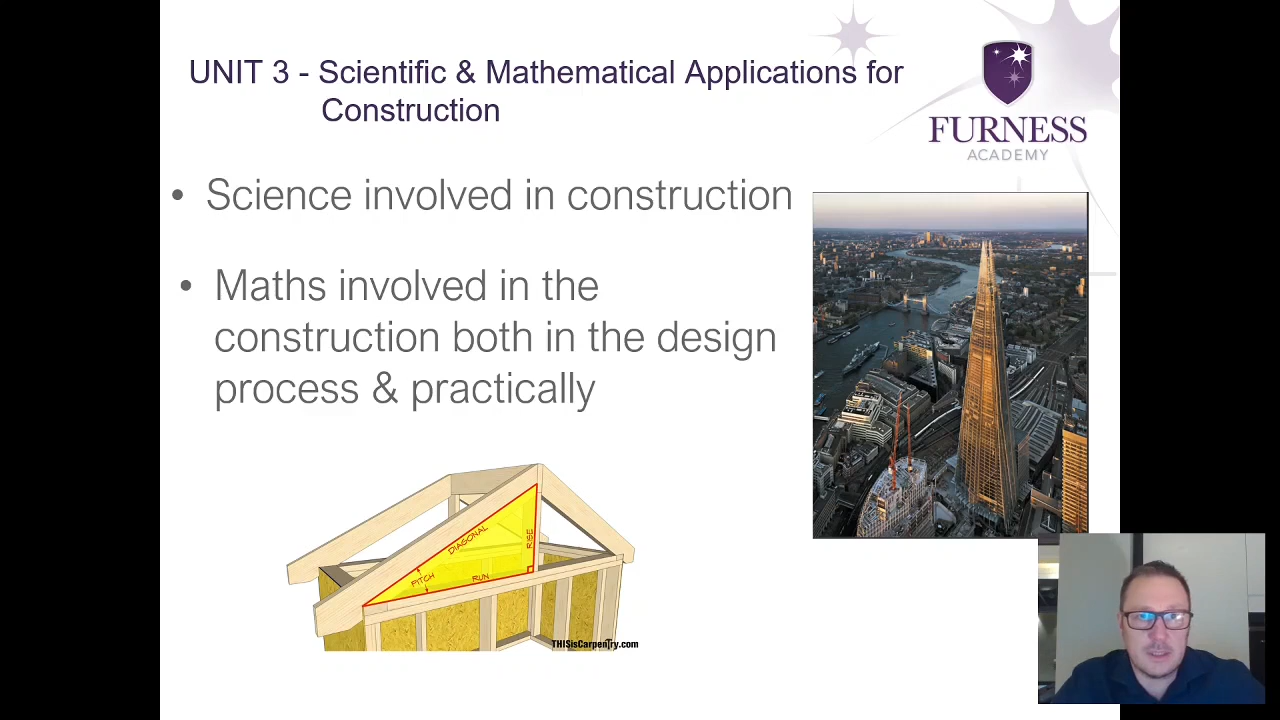 UNIT 3 - Scientific & Mathematical Applications for
Construction
FURNESS
ACADEMY
• Science involved in construction
• Maths involved in the
construction both in the design
process & practically
DIAGONAL
RISE
PITCH
RUN
THISisCarpenTry.com